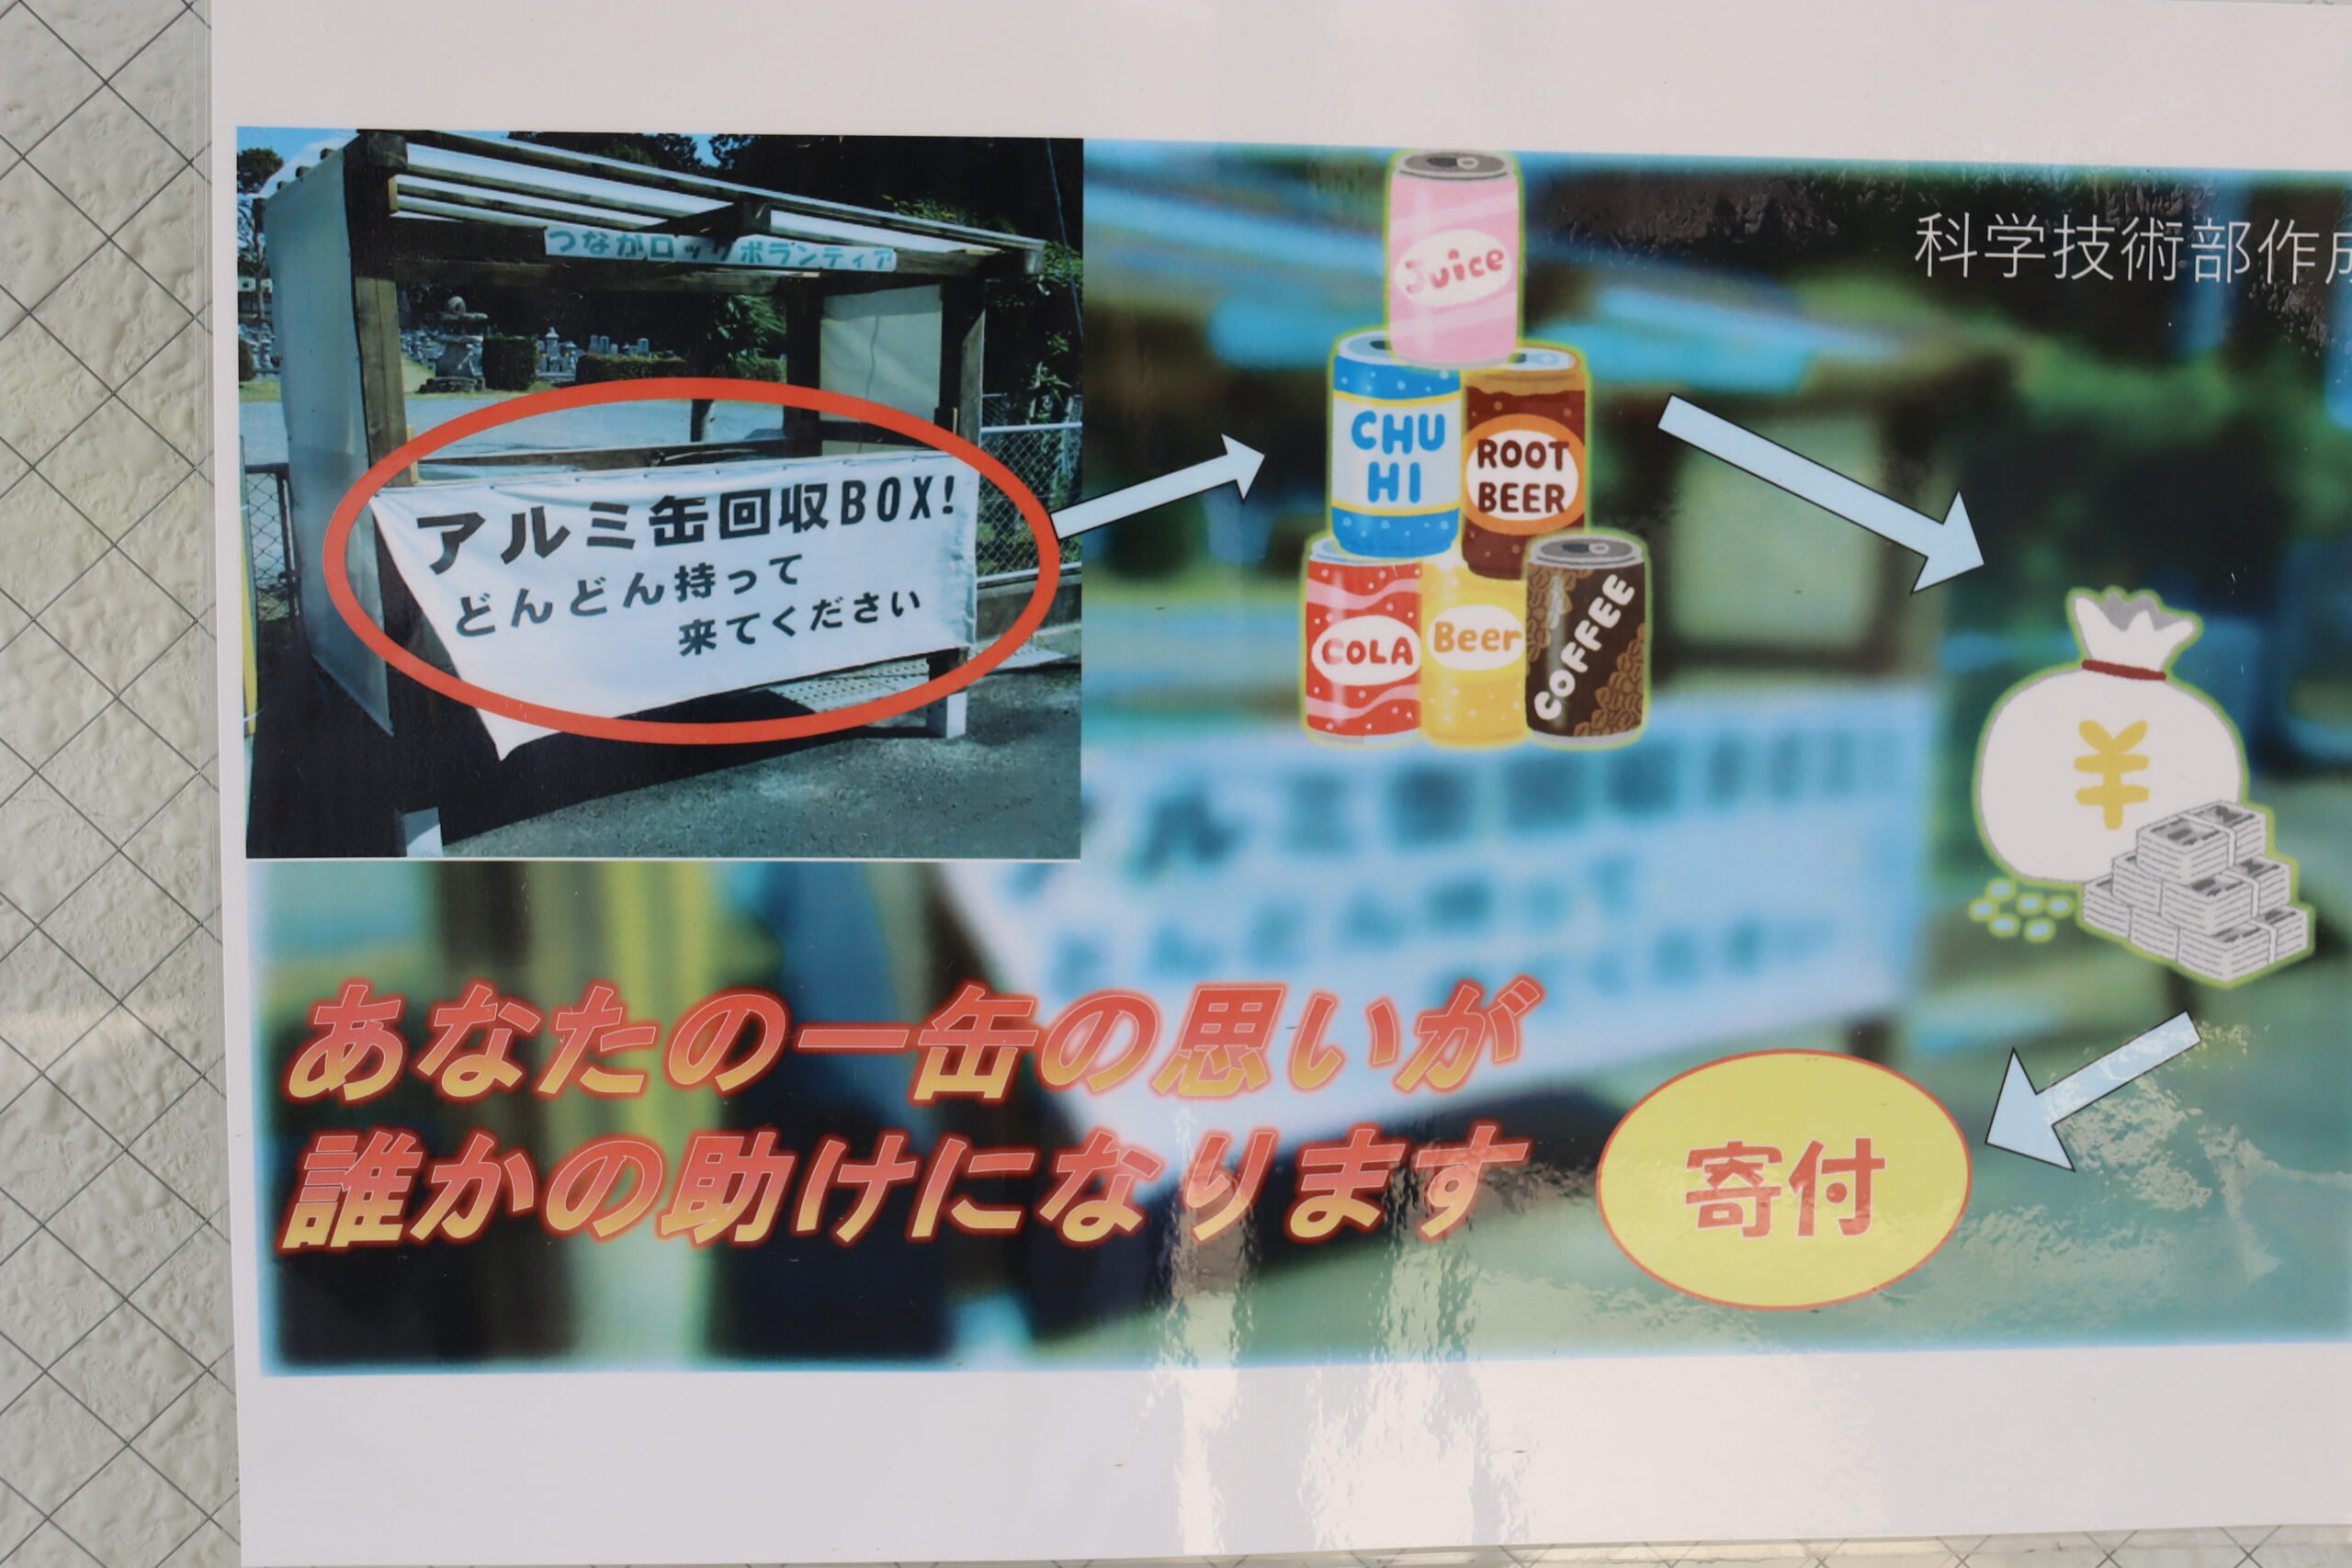 つながロックボランティア
アルミ缶回収BOX!
どんどん持って
来てください
科学技術部作成
Juice
CHU
HI
ROOT
BEER
COLA
Beer
COFFEE
¥
あなたの一缶の思いが
誰かの助けになります
寄付